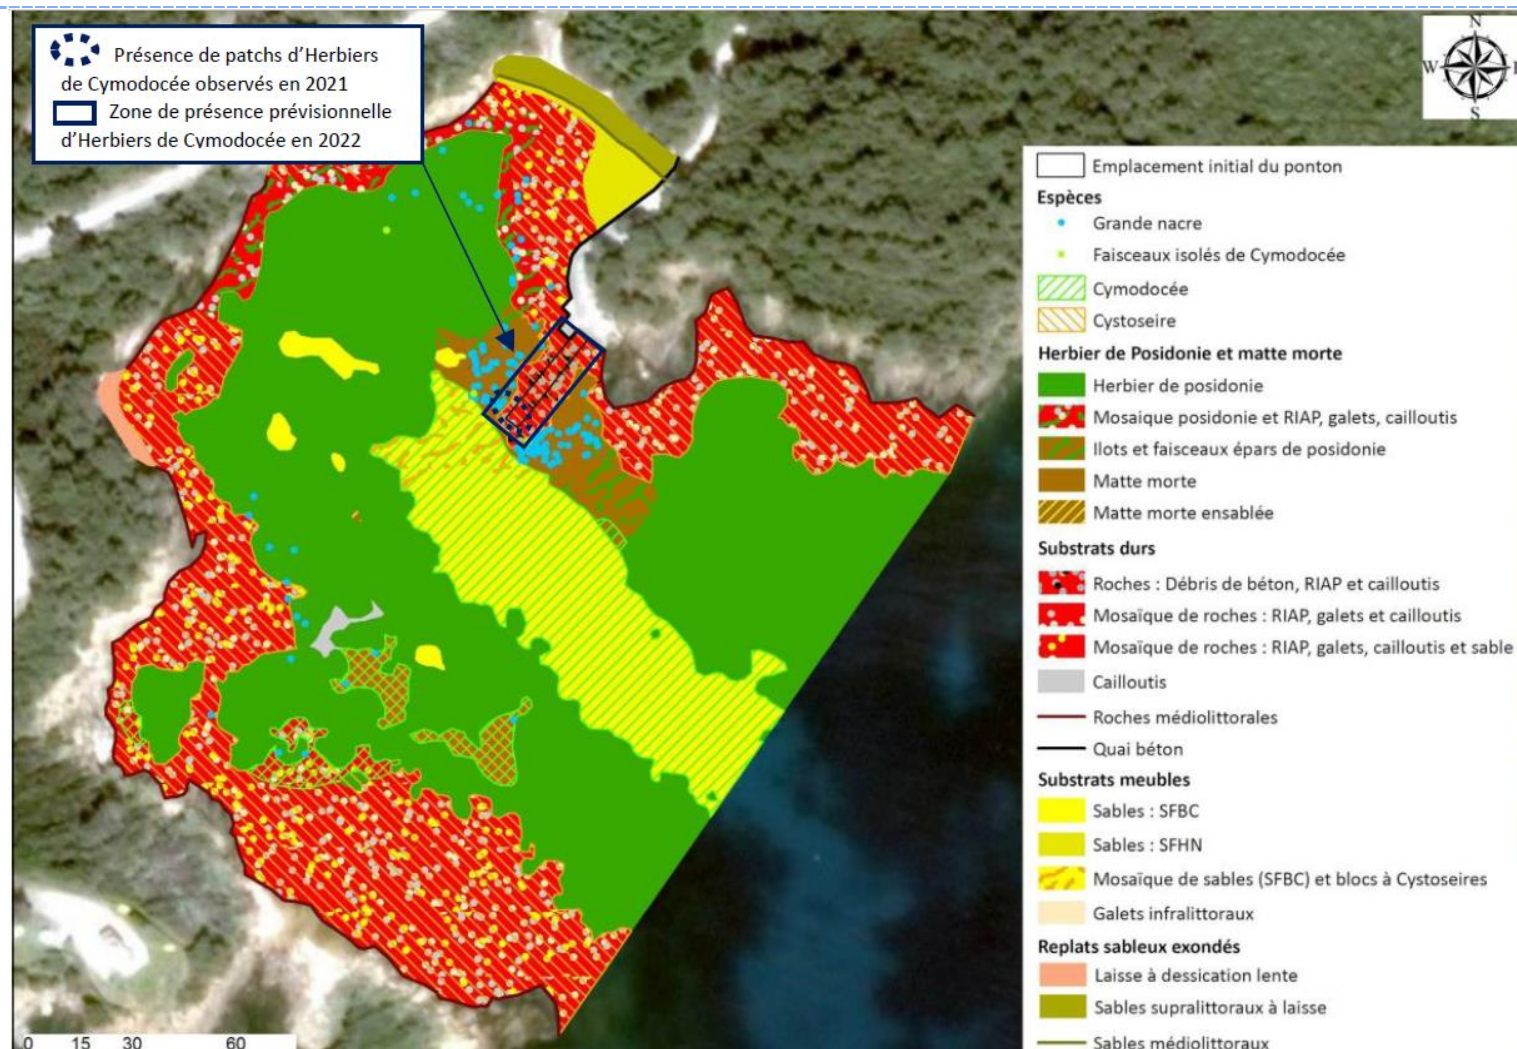 Présence de patchs d'Herbiers
de Cymodocée observés en 2021
Zone de présence prévisionnelle
d'Herbiers de Cymodocée en 2022
N
W
S
Emplacement initial du ponton
Espèces
Grande nacre
Faisceaux isolés de Cymodocée
Cymodocée
Cystoseire
Herbier de Posidonie et matte morte
Herbier de posidonie
Mosaique posidonie et RIAP, galets, cailloutis
Ilots et faisceaux épars de posidonie
Matte morte
Matte morte ensablée
Substrats durs
Roches : Débris de béton, RIAP et cailloutis
Mosaïque de roches : RIAP, galets et cailloutis
Mosaïque de roches : RIAP, galets, cailloutis et sable
Cailloutis
Roches médiolittorales
Quai béton
Substrats meubles
Sables : SFBC
Sables : SFHN
Mosaïque de sables (SFBC) et blocs à Cystoseires
Galets infralittoraux
Replats sableux exondés
Laisse à dessication lente
Sables supralittoraux à laisse
Sables médiolittoraux
0 15 30 60